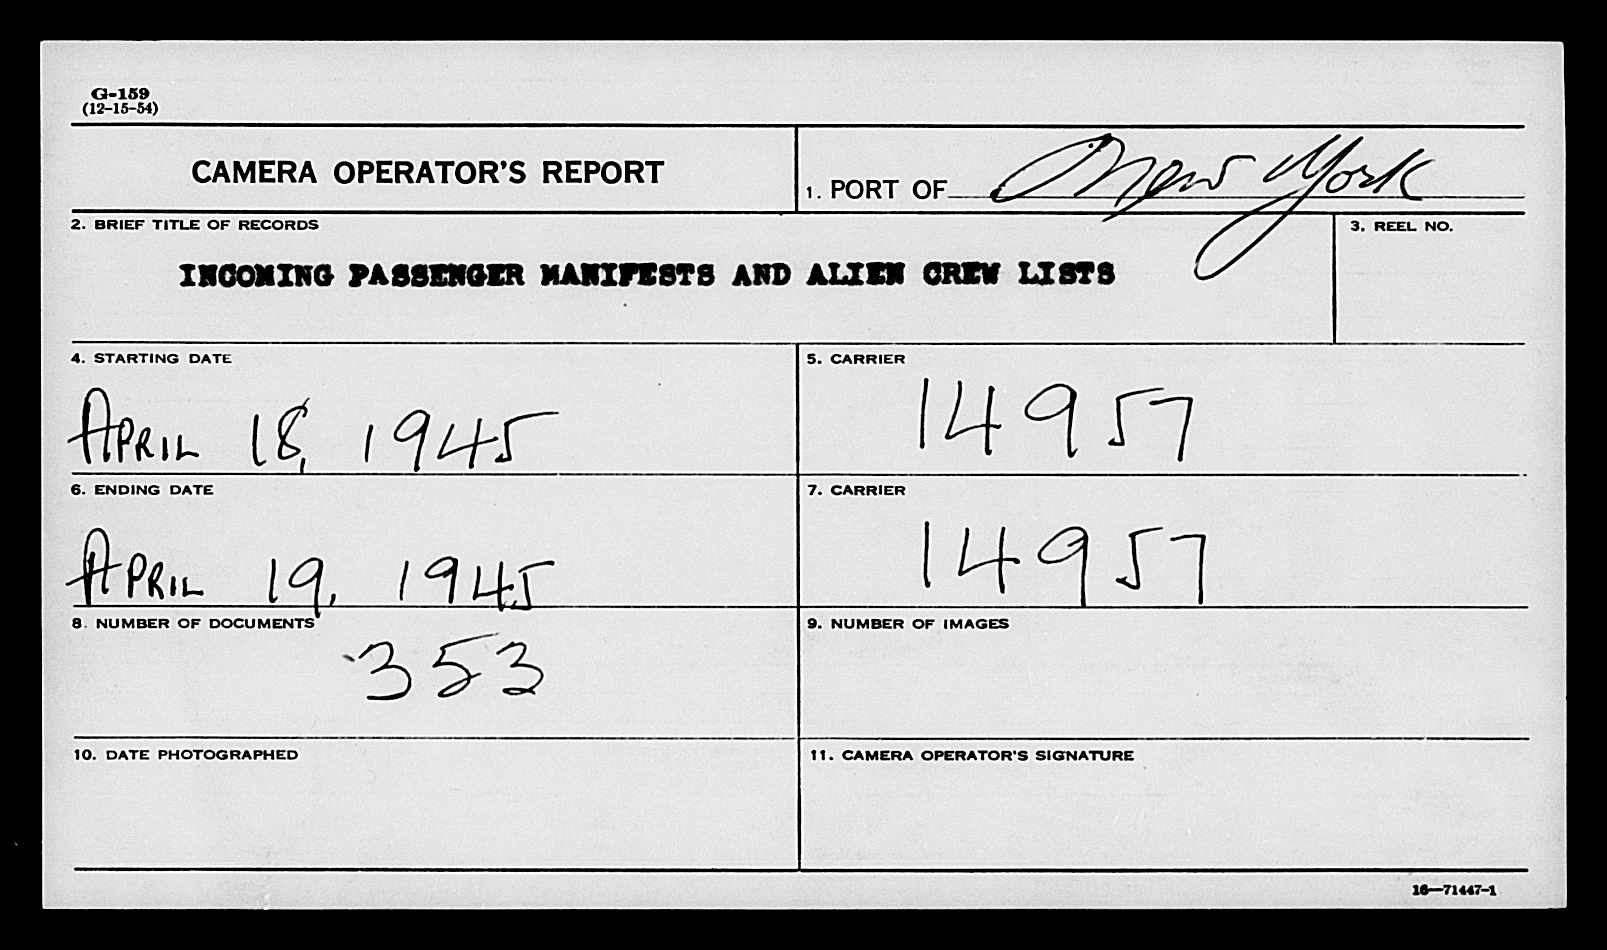 G-159
(12-15-54)
CAMERA OPERATOR'S REPORT
1. PORT OF New York
2. BRIEF TITLE OF RECORDS
3. REEL NO.
INCOMING PASSENGER MANIFESTS AND ALIEN CREW LISTS
4. STARTING DATE
5. CARRIER
APRIL 18, 1945
14957
6. ENDING DATE
7. CARRIER
APRIL 19, 1945
14957
8. NUMBER OF DOCUMENTS
9. NUMBER OF IMAGES
353
10. DATE PHOTOGRAPHED
11. CAMERA OPERATOR'S SIGNATURE
16—71447-1